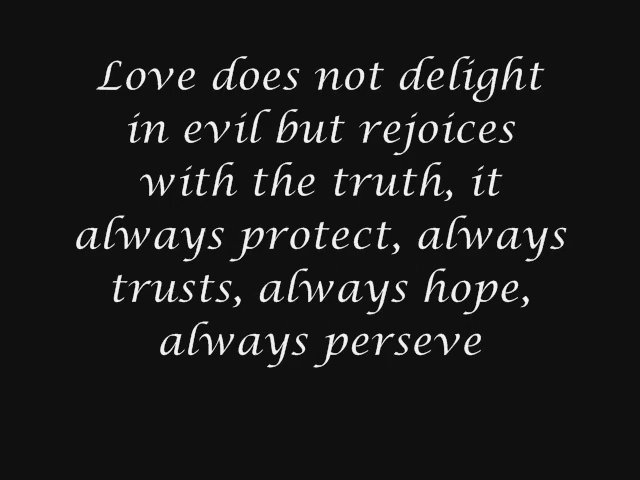 Love does not delight
in evil but rejoices
with the truth, it
always protect, always
trusts, always hope,
always perseve